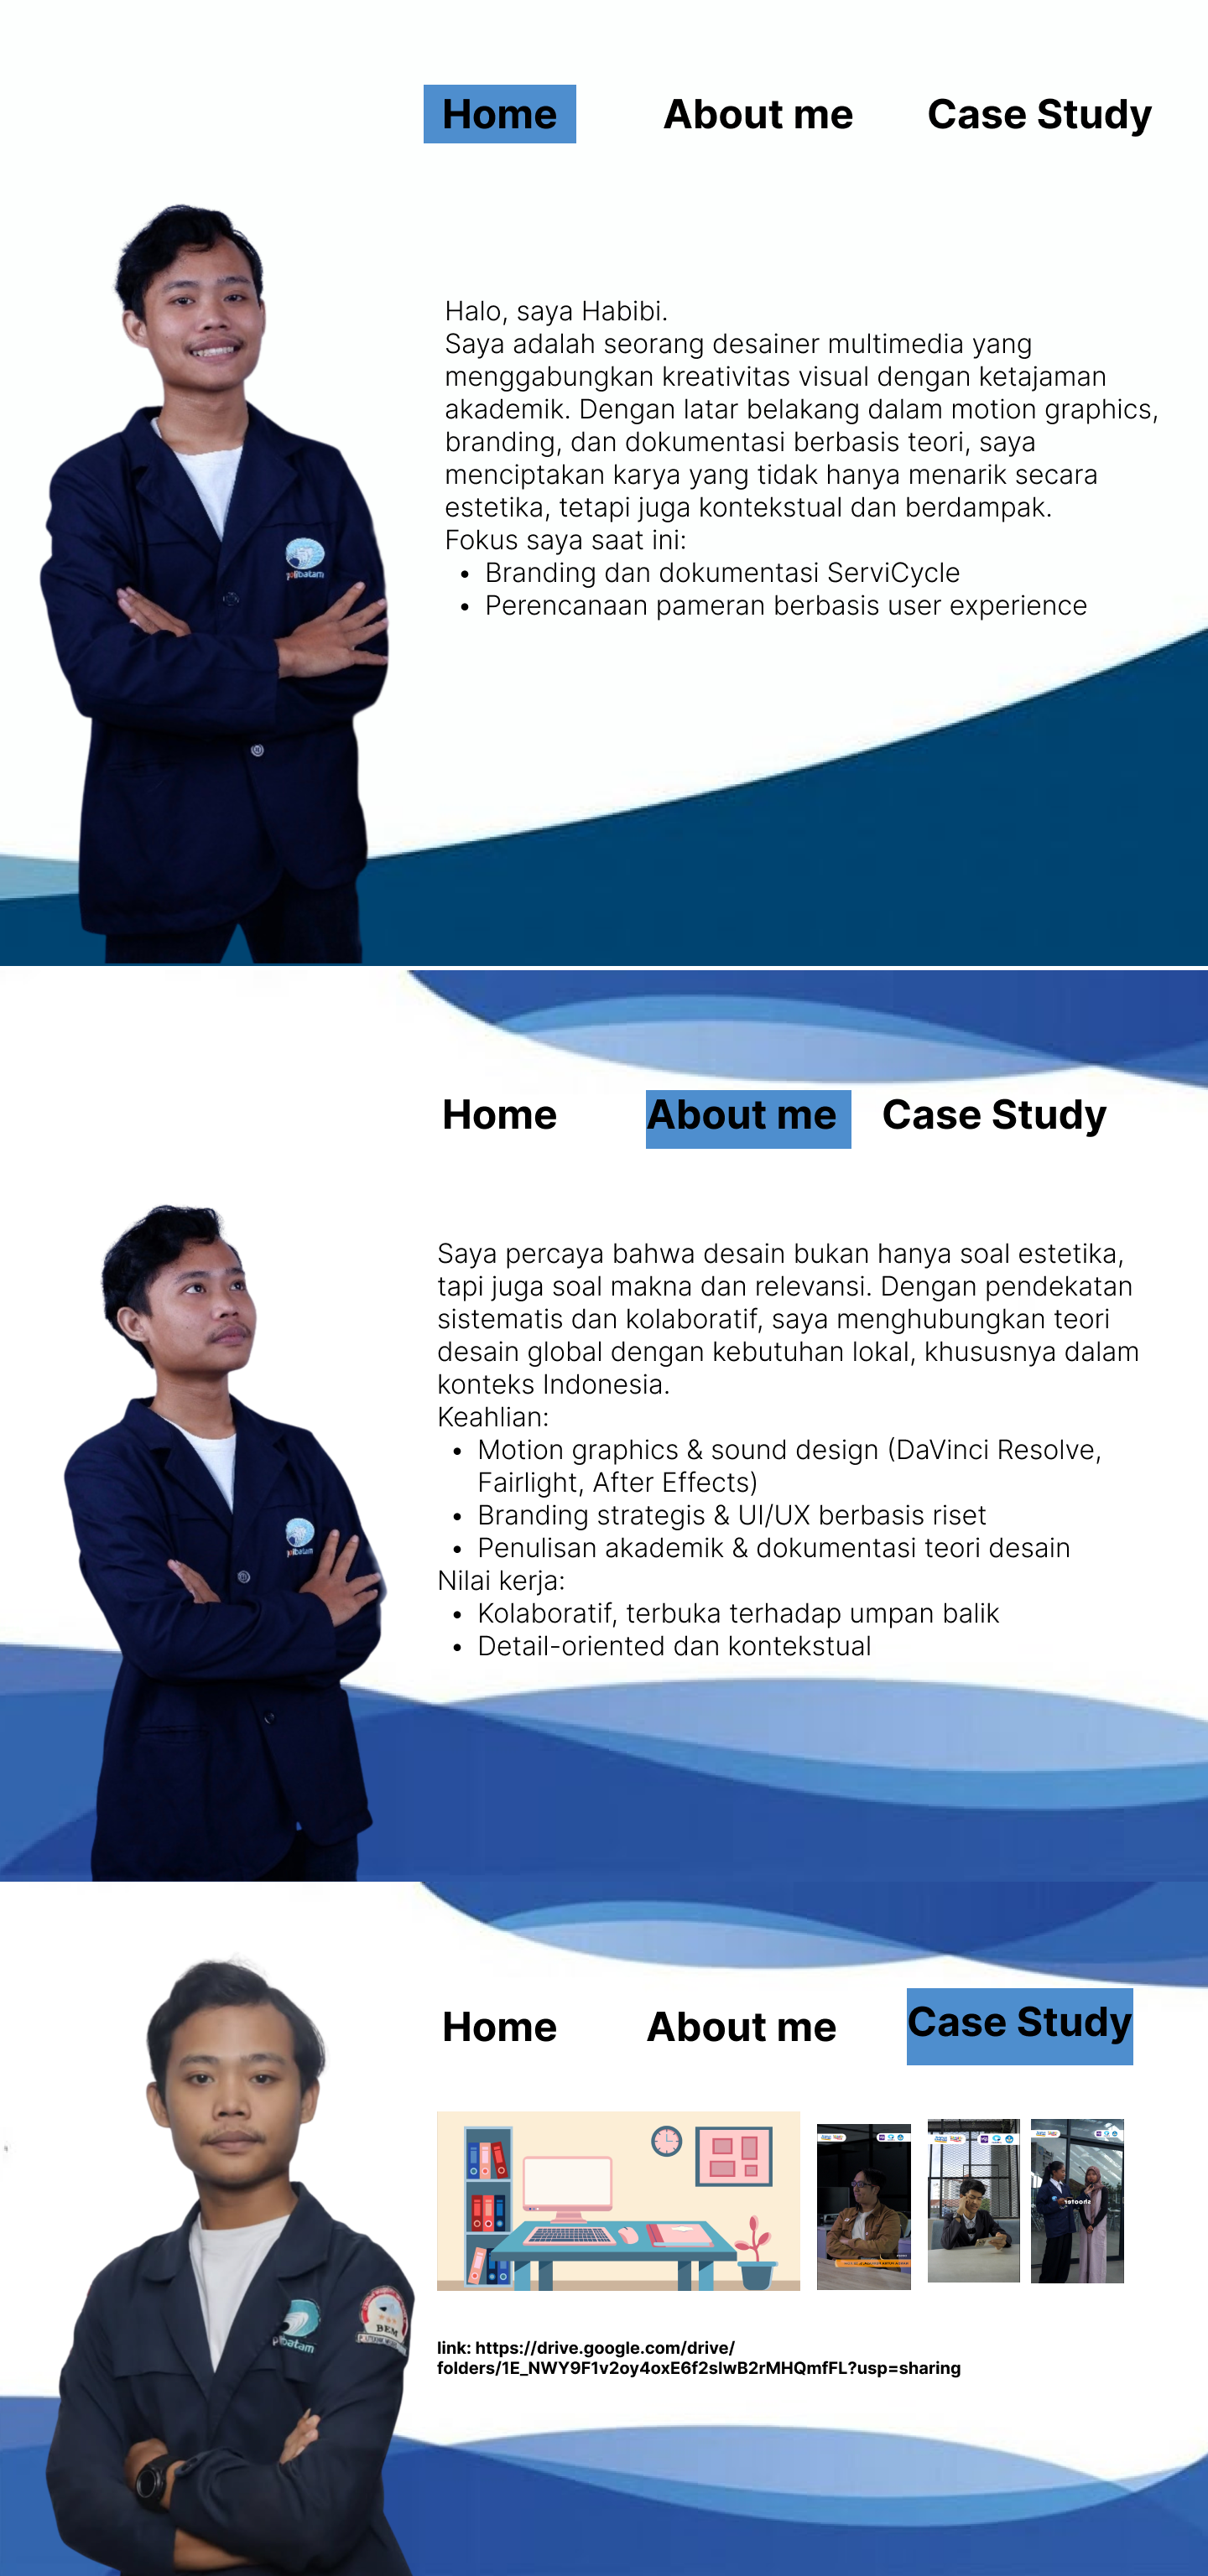 Home About me Case Study
Halo, saya Habibi.
Saya adalah seorang desainer multimedia yang
menggabungkan kreativitas visual dengan ketajaman
akademik. Dengan latar belakang dalam motion graphics,
branding, dan dokumentasi berbasis teori, saya
menciptakan karya yang tidak hanya menarik secara
estetika, tetapi juga kontekstual dan berdampak.
Fokus saya saat ini:
• Branding dan dokumentasi ServiCycle
• Perencanaan pameran berbasis user experience
polibatam
Home About me Case Study
Saya percaya bahwa desain bukan hanya soal estetika,
tapi juga soal makna dan relevansi. Dengan pendekatan
sistematis dan kolaboratif, saya menghubungkan teori
desain global dengan kebutuhan lokal, khususnya dalam
konteks Indonesia.
Keahlian:
• Motion graphics & sound design (DaVinci Resolve,
Fairlight, After Effects)
• Branding strategis & UI/UX berbasis riset
• Penulisan akademik & dokumentasi teori desain
Nilai kerja:
• Kolaboratif, terbuka terhadap umpan balik
• Detail-oriented dan kontekstual
polibatam
Home About me Case Study
link: https://drive.google.com/drive/
folders/1E_NWY9F1v2oy4oxE6f2slwB2rMHQmfFL?usp=sharing
polibatam
BEM